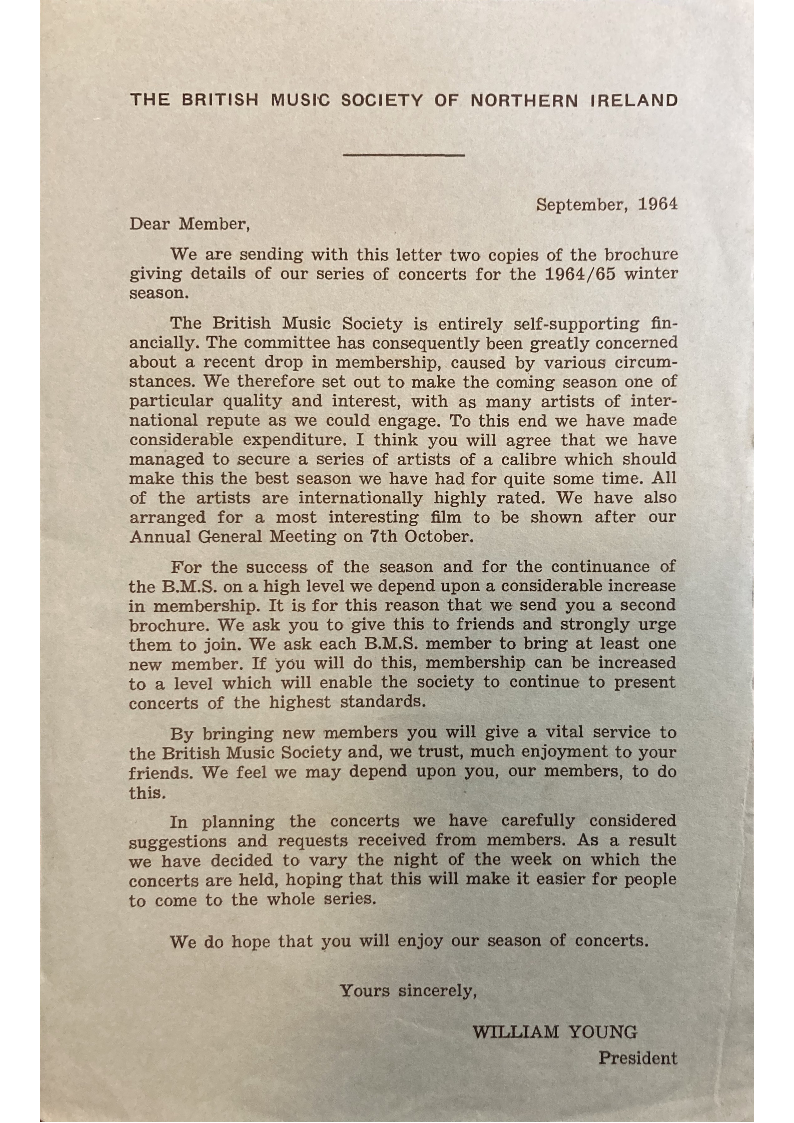 THE BRITISH MUSIC SOCIETY OF NORTHERN IRELAND
September, 1964
Dear Member,
We are sending with this letter two copies of the brochure
giving details of our series of concerts for the 1964/65 winter
season.
The British Music Society is entirely self-supporting fin-
ancially. The committee has consequently been greatly concerned
about a recent drop in membership, caused by various circum-
stances. We therefore set out to make the coming season one of
particular quality and interest, with as many artists of inter-
national repute as we could engage. To this end we have made
considerable expenditure. I think you will agree that we have
managed to secure a series of artists of a calibre which should
make this the best season we have had for quite some time. All
of the artists are internationally highly rated. We have also
arranged for a most interesting film to be shown after our
Annual General Meeting on 7th October.
For the success of the season and for the continuance of
the B.M.S. on a high level we depend upon a considerable increase
in membership. It is for this reason that we send you a second
brochure. We ask you to give this to friends and strongly urge
them to join. We ask each B.M.S. member to bring at least one
new member. If you will do this, membership can be increased
to a level which will enable the society to continue to present
concerts of the highest standards.
By bringing new members you will give a vital service to
the British Music Society and, we trust, much enjoyment to your
friends. We feel we may depend upon you, our members, to do
this.
In planning the concerts we have carefully considered
suggestions and requests received from members. As a result
we have decided to vary the night of the week on which the
concerts are held, hoping that this will make it easier for people
to come to the whole series.
We do hope that you will enjoy our season of concerts.
Yours sincerely,
WILLIAM YOUNG
President